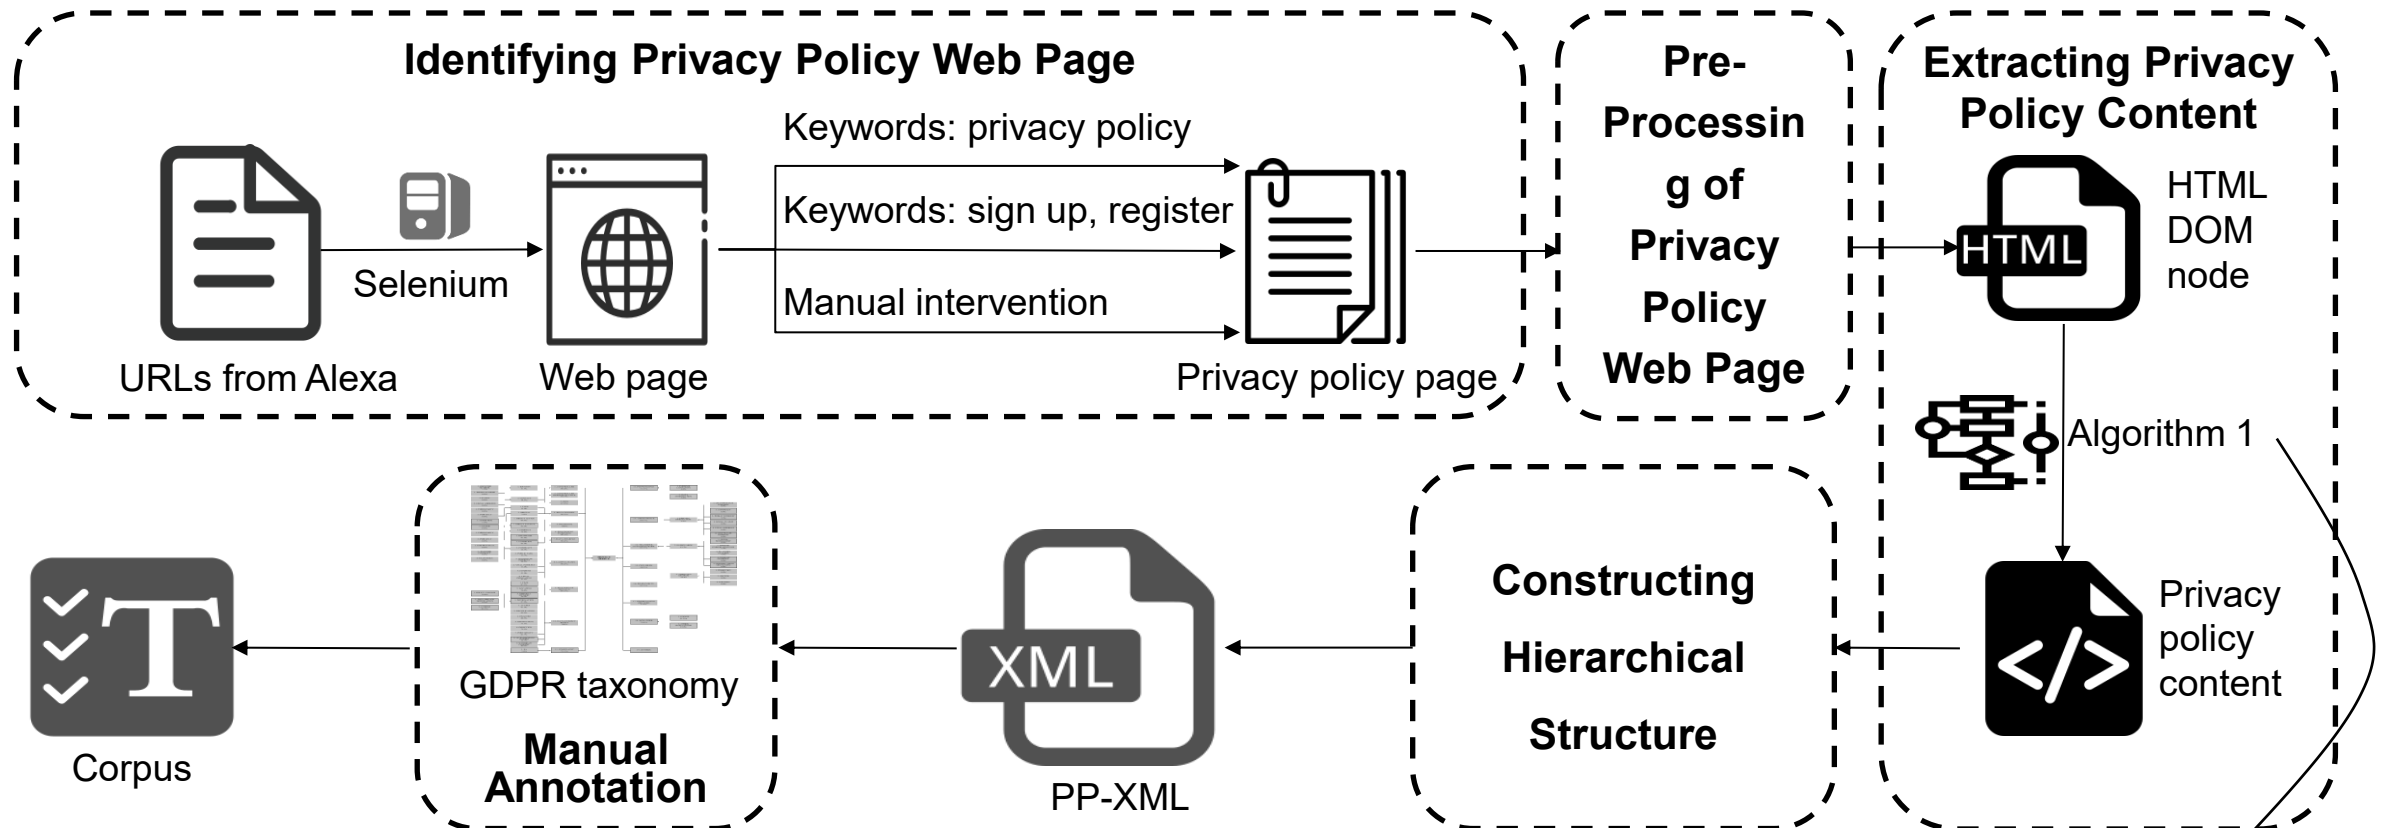 Identifying Privacy Policy Web Page
Keywords: privacy policy
Keywords: sign up, register
Manual intervention
Selenium
URLs from Alexa
Web page
Privacy policy page
Pre-
Processin
g of
Privacy
Policy
Web Page
Extracting Privacy
Policy Content
HTML
HTML
DOM
node
Algorithm 1
Privacy
policy
content
Constructing
Hierarchical
Structure
XML
PP-XML
GDPR taxonomy
Manual
Annotation
T
Corpus